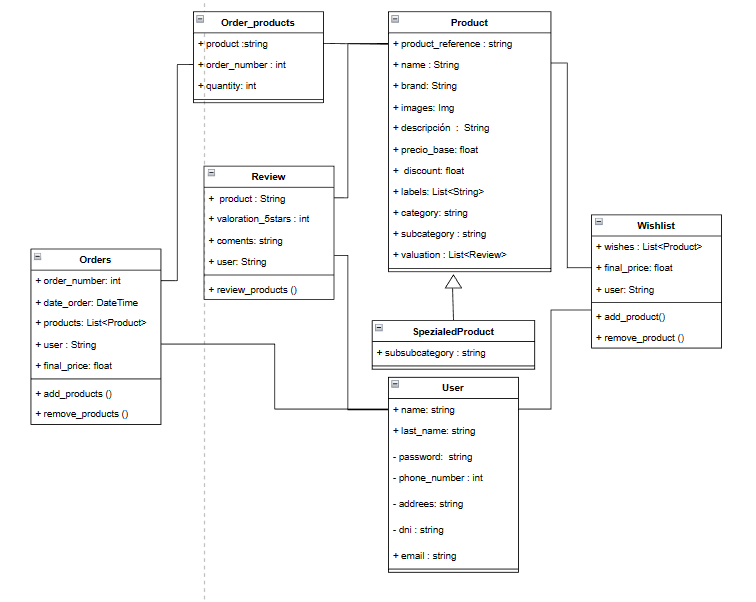 Order_products
+ product :string
+ order_number : int
+ quantity: int
Product
+ product_reference : string
+ name : String
+ brand: String
+ images: Img
+ descripción : String
+ precio_base: float
+ discount: float
+ labels: List<String>
+ category: string
+ subcategory : string
+ valuation : List<Review>
Review
+ product : String
+ valoration_5stars : int
+ coments: string
+ user: String
+ review_products ()
Wishlist
+ wishes : List<Product>
+ final_price: float
+ user: String
+ add_product()
+ remove_product ()
Orders
+ order_number: int
+ date_order: DateTime
+ products: List<Product>
+ user : String
+ final_price: float
+ add_products ()
+ remove_products ()
SpezialedProduct
+ subsubcategory : string
User
+ name: string
+ last_name: string
- password: string
- phone_number : int
- addrees: string
- dni : string
+ email : string